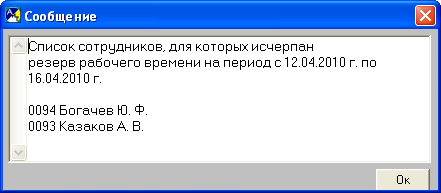 Сообщение
Список сотрудников, для которых исчерпан
резерв рабочего времени на период с 12.04.2010 г. по
16.04.2010 г.
0094 Богачев Ю. Ф.
0093 Казаков А. В.
Ок